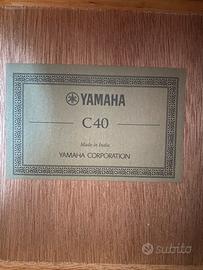 YAMAHA
C40
Made in India
YAMAHA CORPORATION
subito